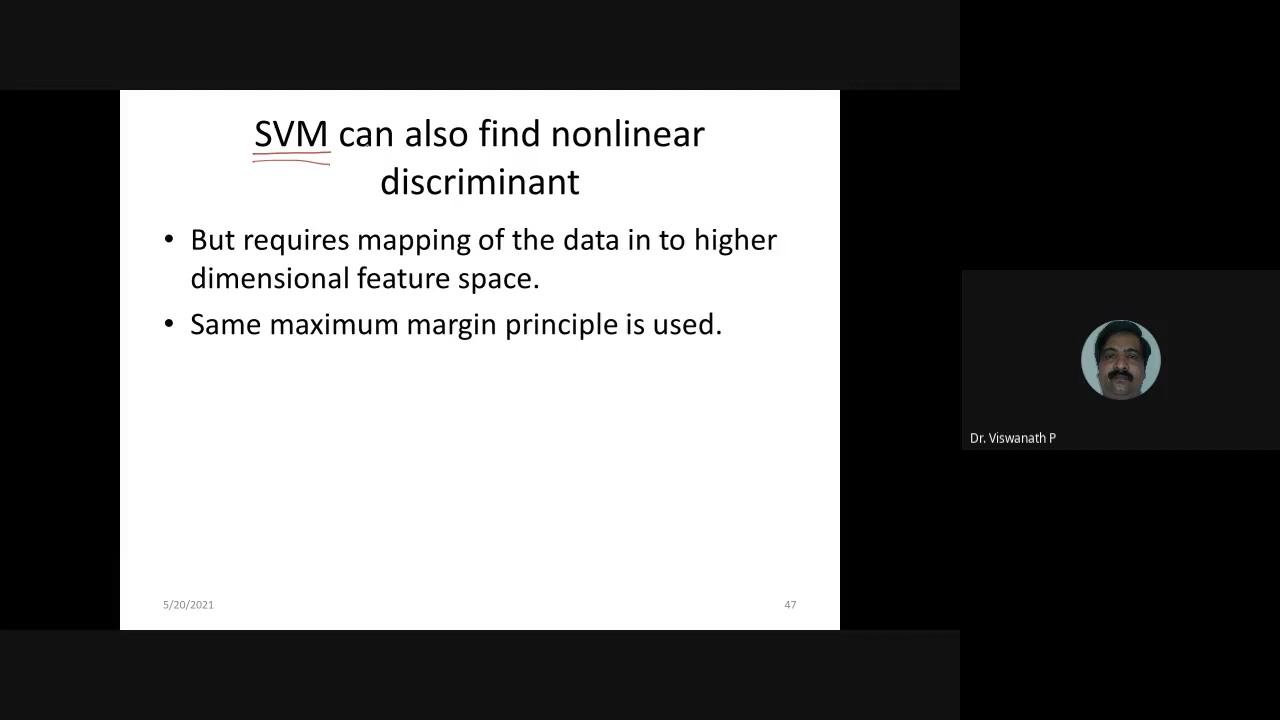 SVM can also find nonlinear
discriminant
• But requires mapping of the data in to higher
dimensional feature space.
• Same maximum margin principle is used.
5/20/2021
47
Dr. Viswanath P